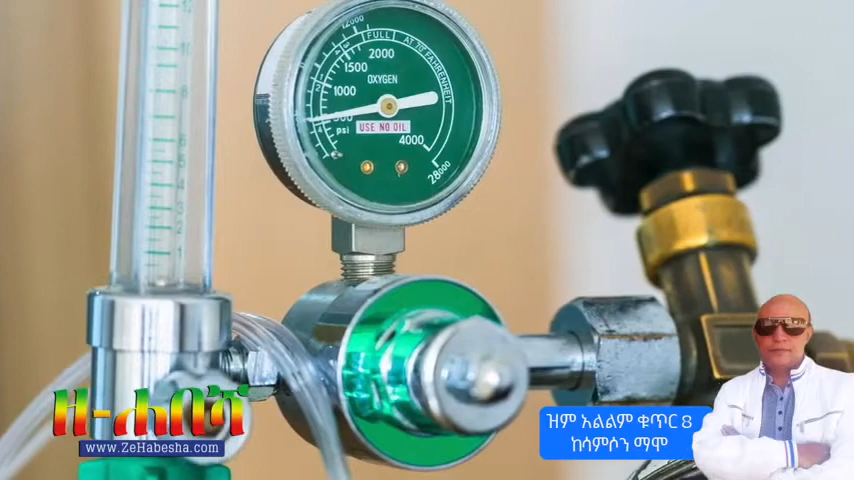 12000
FULL
AT 70° FAHRENHEIT
2000
1500
OXYGEN
1000
500
USE NO OIL
psi
4000
28000
ዘ-ሐበሻ
www.ZeHabesha.com
ዝም አልልም ቁጥር 8
ከሳምሶን ማሞ